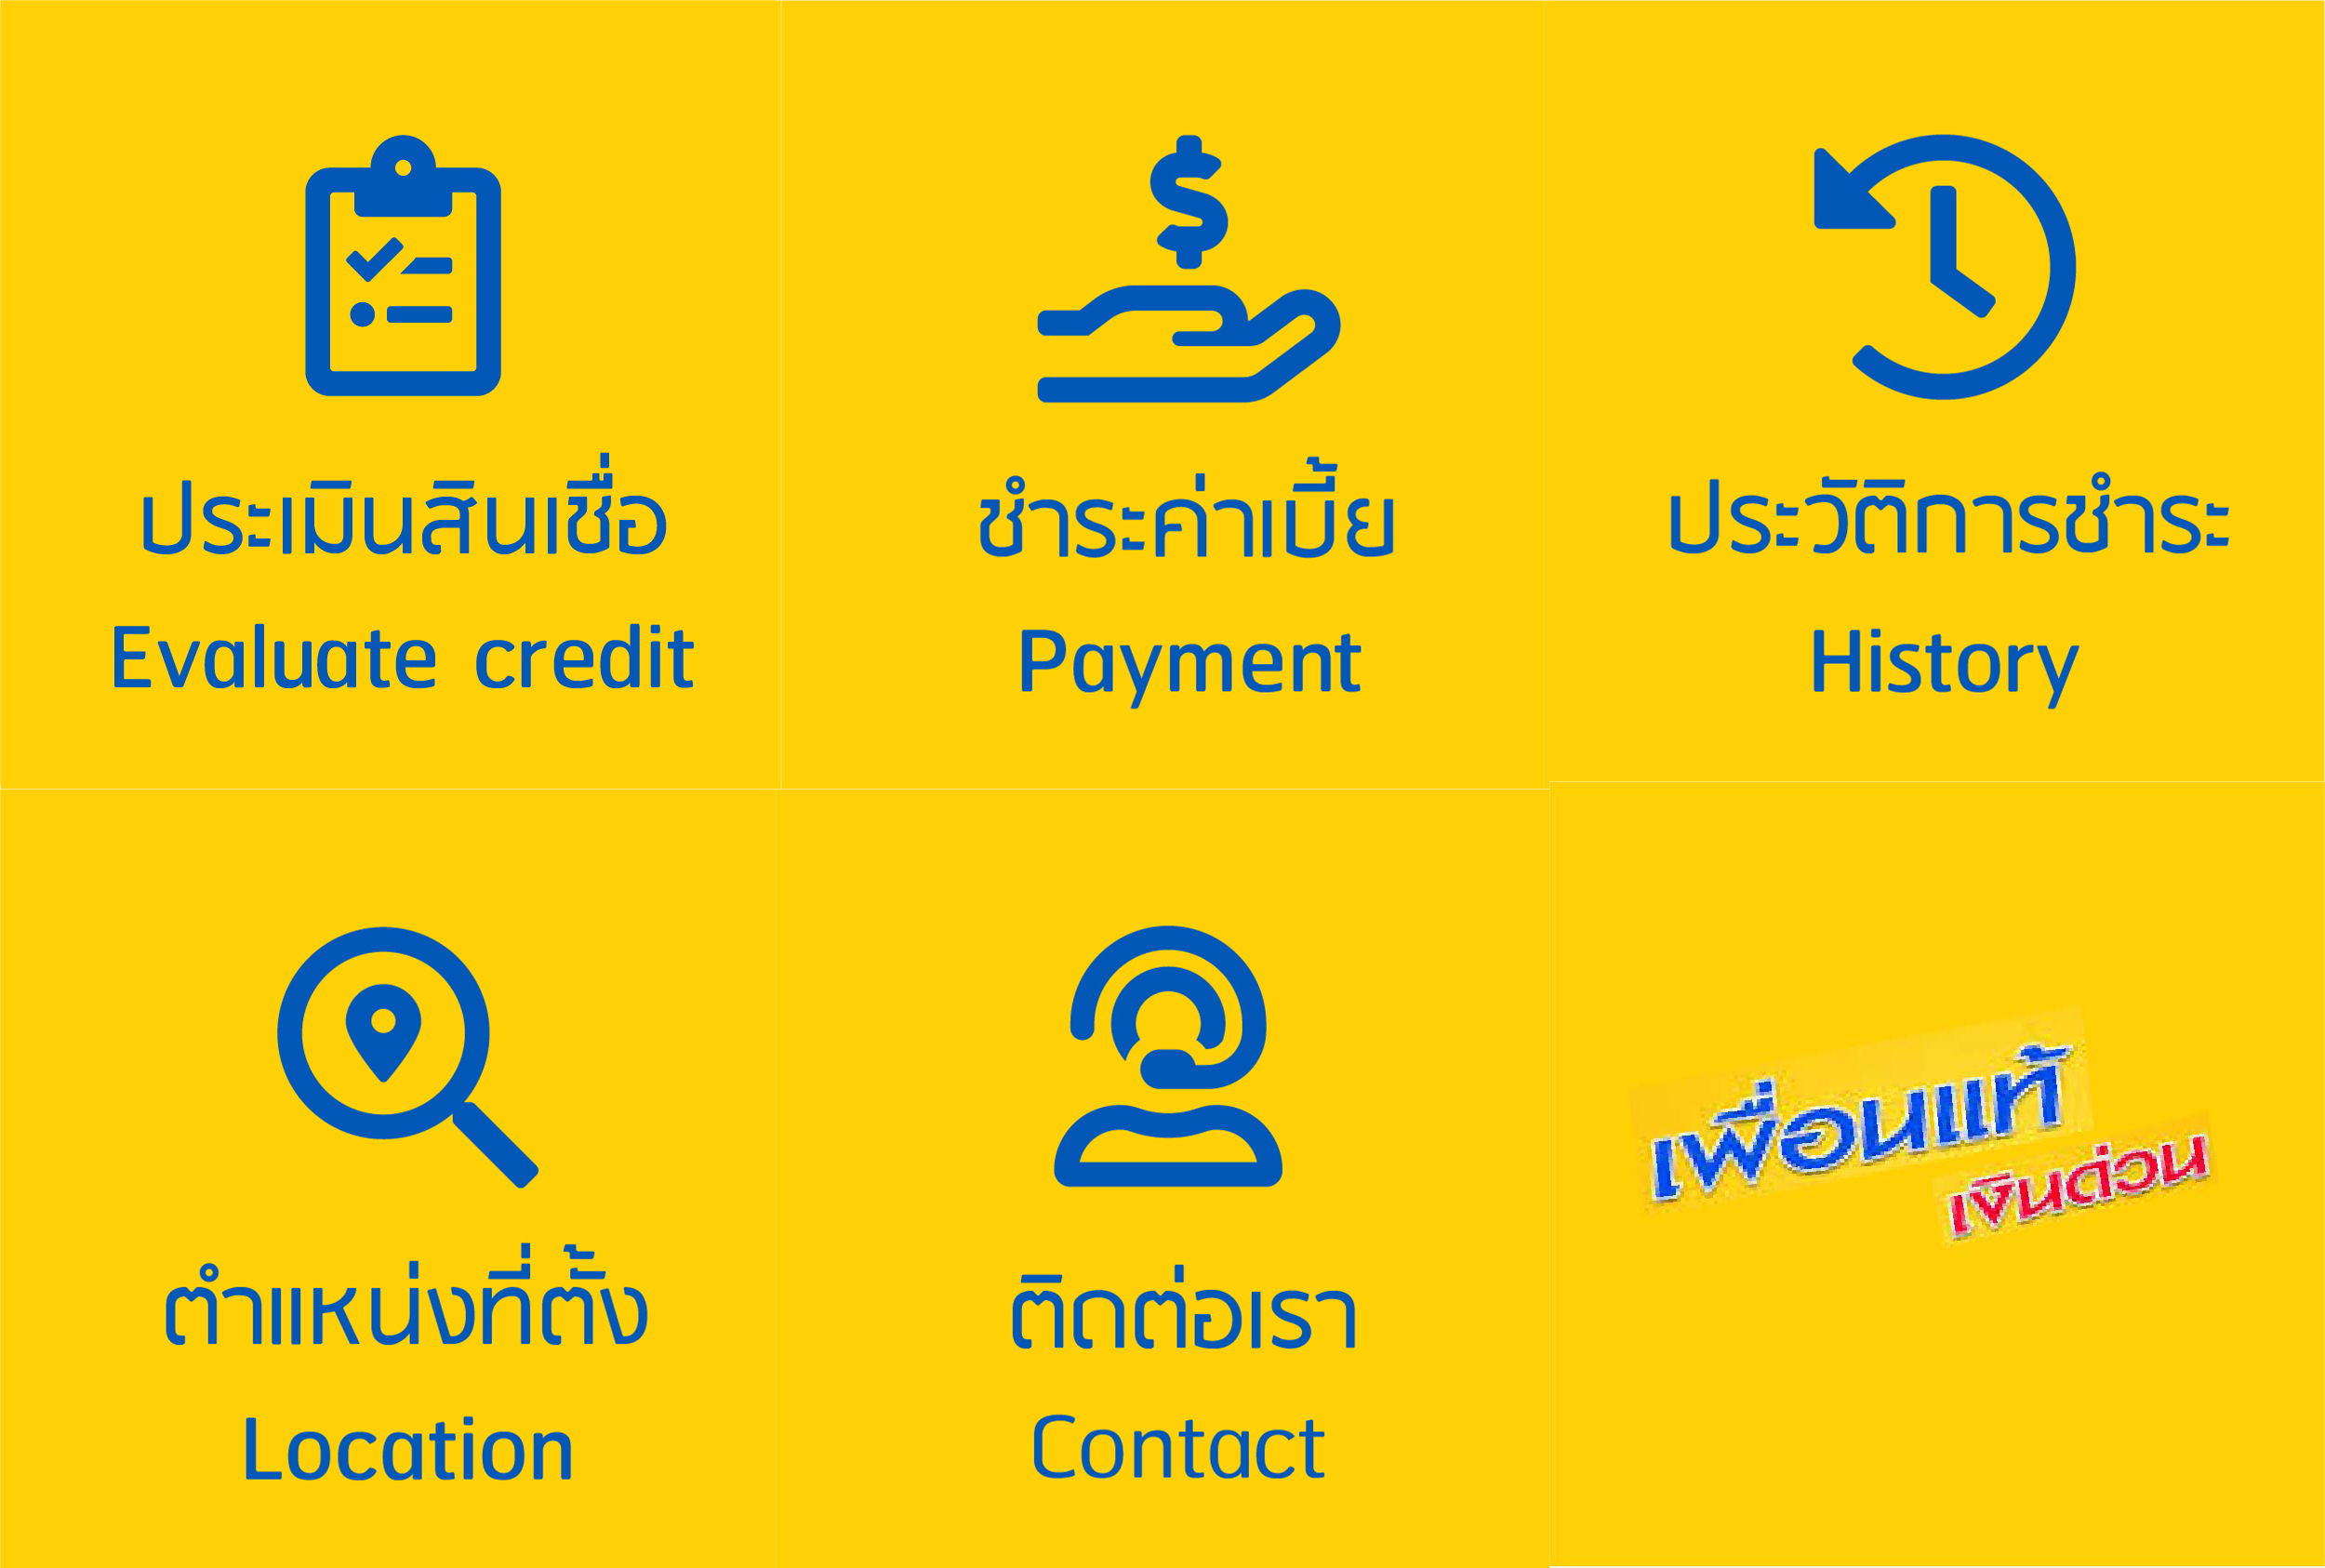 ประเมินสินเชื่อ
Evaluate credit
ชำระค่าเบี้ย
Payment
ประวัติการชำระ
History
ตำแหน่งที่ตั้ง
Location
ติดต่อเรา
Contact
เพื่อนแท้
เงินด่วน